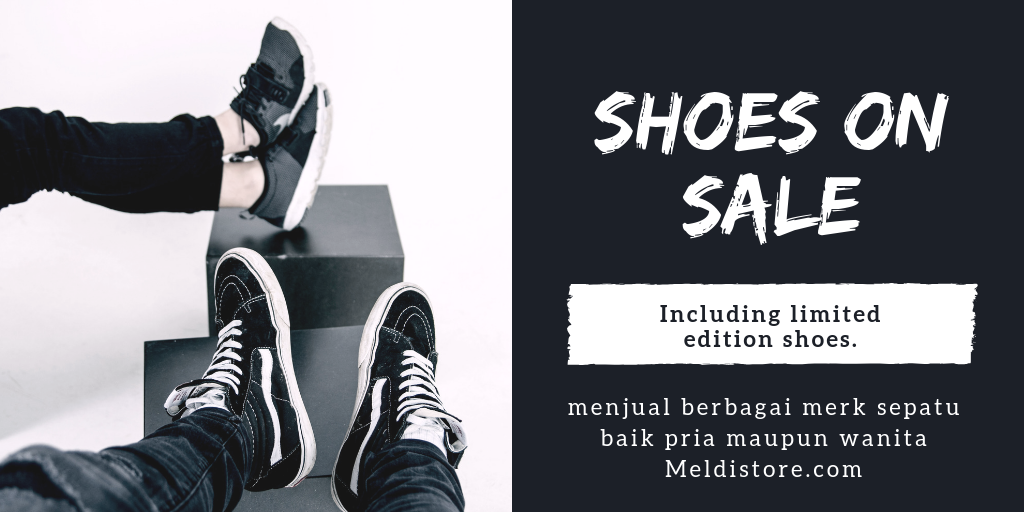 SHOES ON
SALE
Including limited
edition shoes.
menjual berbagai merk sepatu
baik pria maupun wanita
Meldistore.com